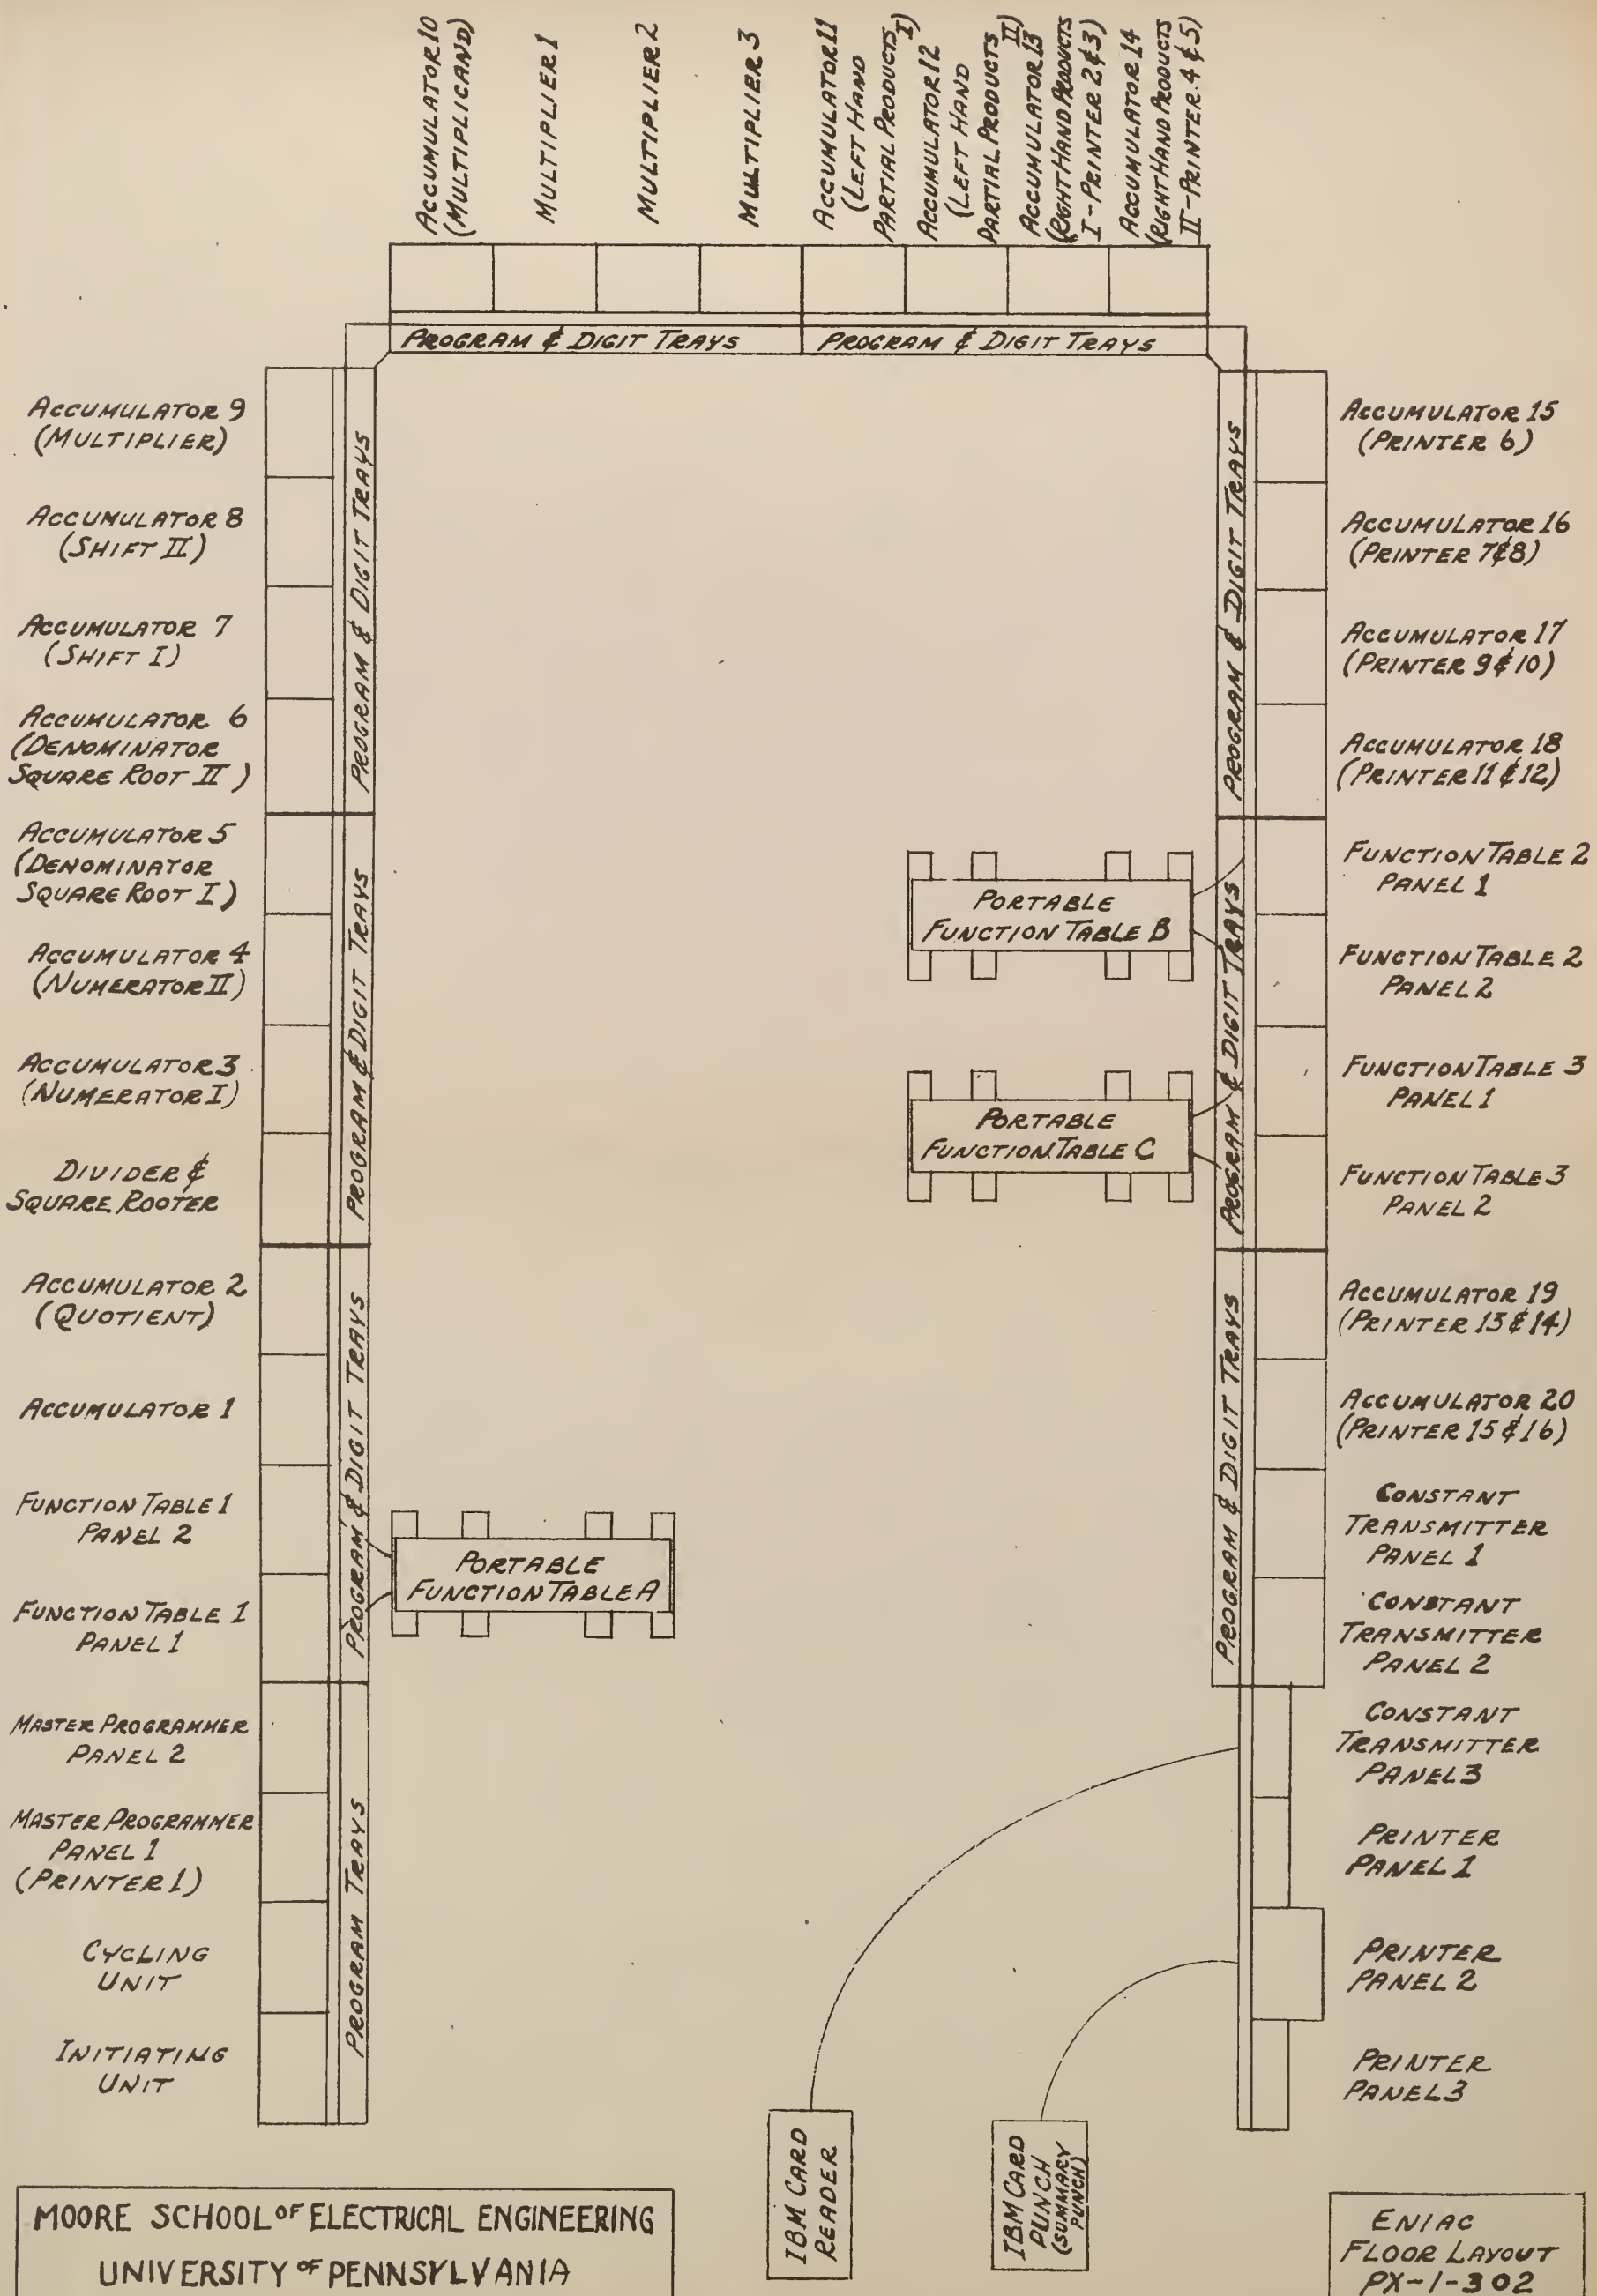 ACCUMULATOR 10
(MULTIPLICAND)
MULTIPLIER 1
MULTIPLIER 2
MULTIPLIER 3
ACCUMULATOR 11
(LEFT HAND
PARTIAL PRODUCTS I)
ACCUMULATOR 12
(LEFT HAND
PARTIAL PRODUCTS II)
ACCUMULATOR 13
(RIGHT HAND PRODUCTS
I-PRINTER 2 & 3)
ACCUMULATOR 14
(RIGHT HAND PRODUCTS
II-PRINTER 4 & 5)
PROGRAM & DIGIT TRAYS
PROGRAM & DIGIT TRAYS
ACCUMULATOR 9
(MULTIPLIER)
ACCUMULATOR 8
(SHIFT II)
ACCUMULATOR 7
(SHIFT I)
ACCUMULATOR 6
(DENOMINATOR
SQUARE ROOT II)
ACCUMULATOR 5
(DENOMINATOR
SQUARE ROOT I)
ACCUMULATOR 4
(NUMERATOR II)
ACCUMULATOR 3
(NUMERATOR I)
DIVIDER &
SQUARE ROOTER
ACCUMULATOR 2
(QUOTIENT)
ACCUMULATOR 1
FUNCTION TABLE 1
PANEL 2
FUNCTION TABLE 1
PANEL 1
MASTER PROGRAMMER
PANEL 2
MASTER PROGRAMMER
PANEL 1
(PRINTER 1)
CYCLING
UNIT
INITIATING
UNIT
PROGRAM & DIGIT TRAYS
PROGRAM & DIGIT TRAYS
PROGRAM & DIGIT TRAYS
PROGRAM TRAYS
PORTABLE
FUNCTION TABLE A
PORTABLE
FUNCTION TABLE B
PORTABLE
FUNCTION TABLE C
PROGRAM & DIGIT TRAYS
PROGRAM & DIGIT TRAYS
PROGRAM & DIGIT TRAYS
ACCUMULATOR 15
(PRINTER 6)
ACCUMULATOR 16
(PRINTER 7&8)
ACCUMULATOR 17
(PRINTER 9 & 10)
ACCUMULATOR 18
(PRINTER 11 & 12)
FUNCTION TABLE 2
PANEL 1
FUNCTION TABLE 2
PANEL 2
FUNCTION TABLE 3
PANEL 1
FUNCTION TABLE 3
PANEL 2
ACCUMULATOR 19
(PRINTER 13 & 14)
ACCUMULATOR 20
(PRINTER 15 & 16)
CONSTANT
TRANSMITTER
PANEL 1
CONSTANT
TRANSMITTER
PANEL 2
CONSTANT
TRANSMITTER
PANEL 3
PRINTER
PANEL 1
PRINTER
PANEL 2
PRINTER
PANEL 3
IBM CARD
READER
IBM CARD
PUNCH
(SUMMARY
PUNCH)
MOORE SCHOOL OF ELECTRICAL ENGINEERING
UNIVERSITY OF PENNSYLVANIA
ENIAC
FLOOR LAYOUT
PX-1-302